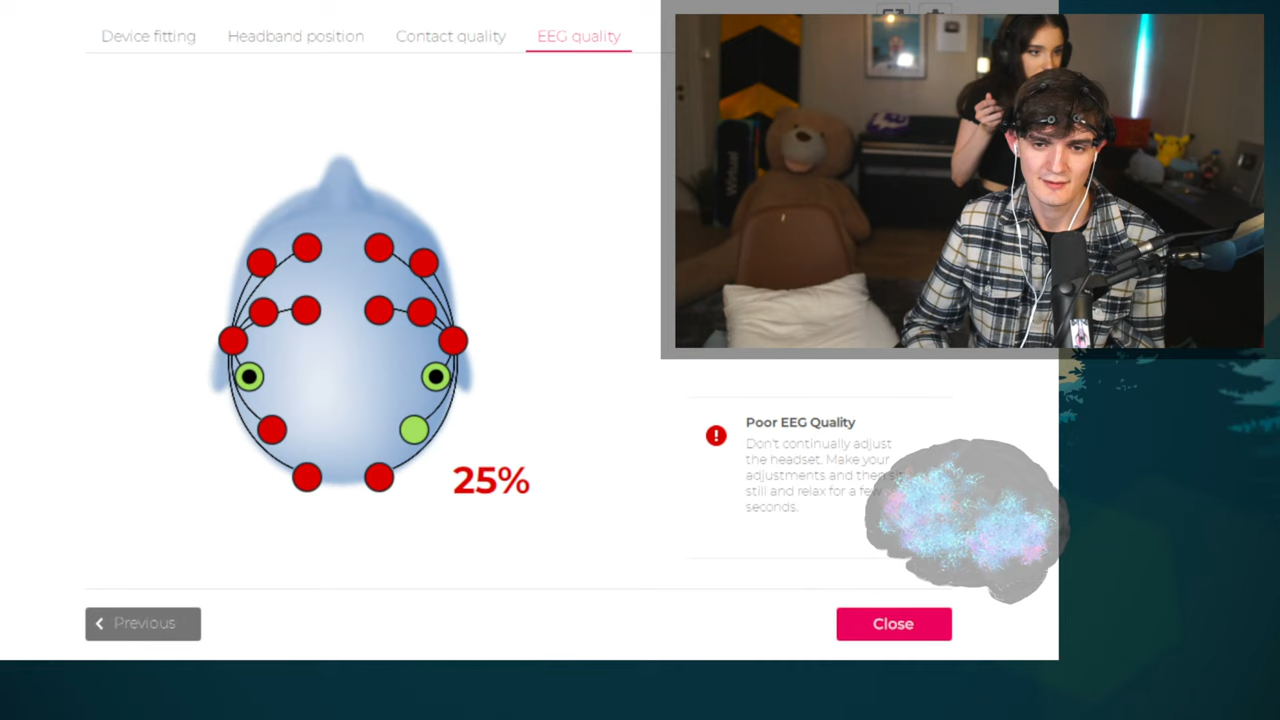 Device fitting
Headband position
Contact quality
EEG quality
25%
Poor EEG Quality
Don't continually adjust
the headset. Make your
adjustments and then
still and relax for a few
seconds.
Previous
Close
Virtual